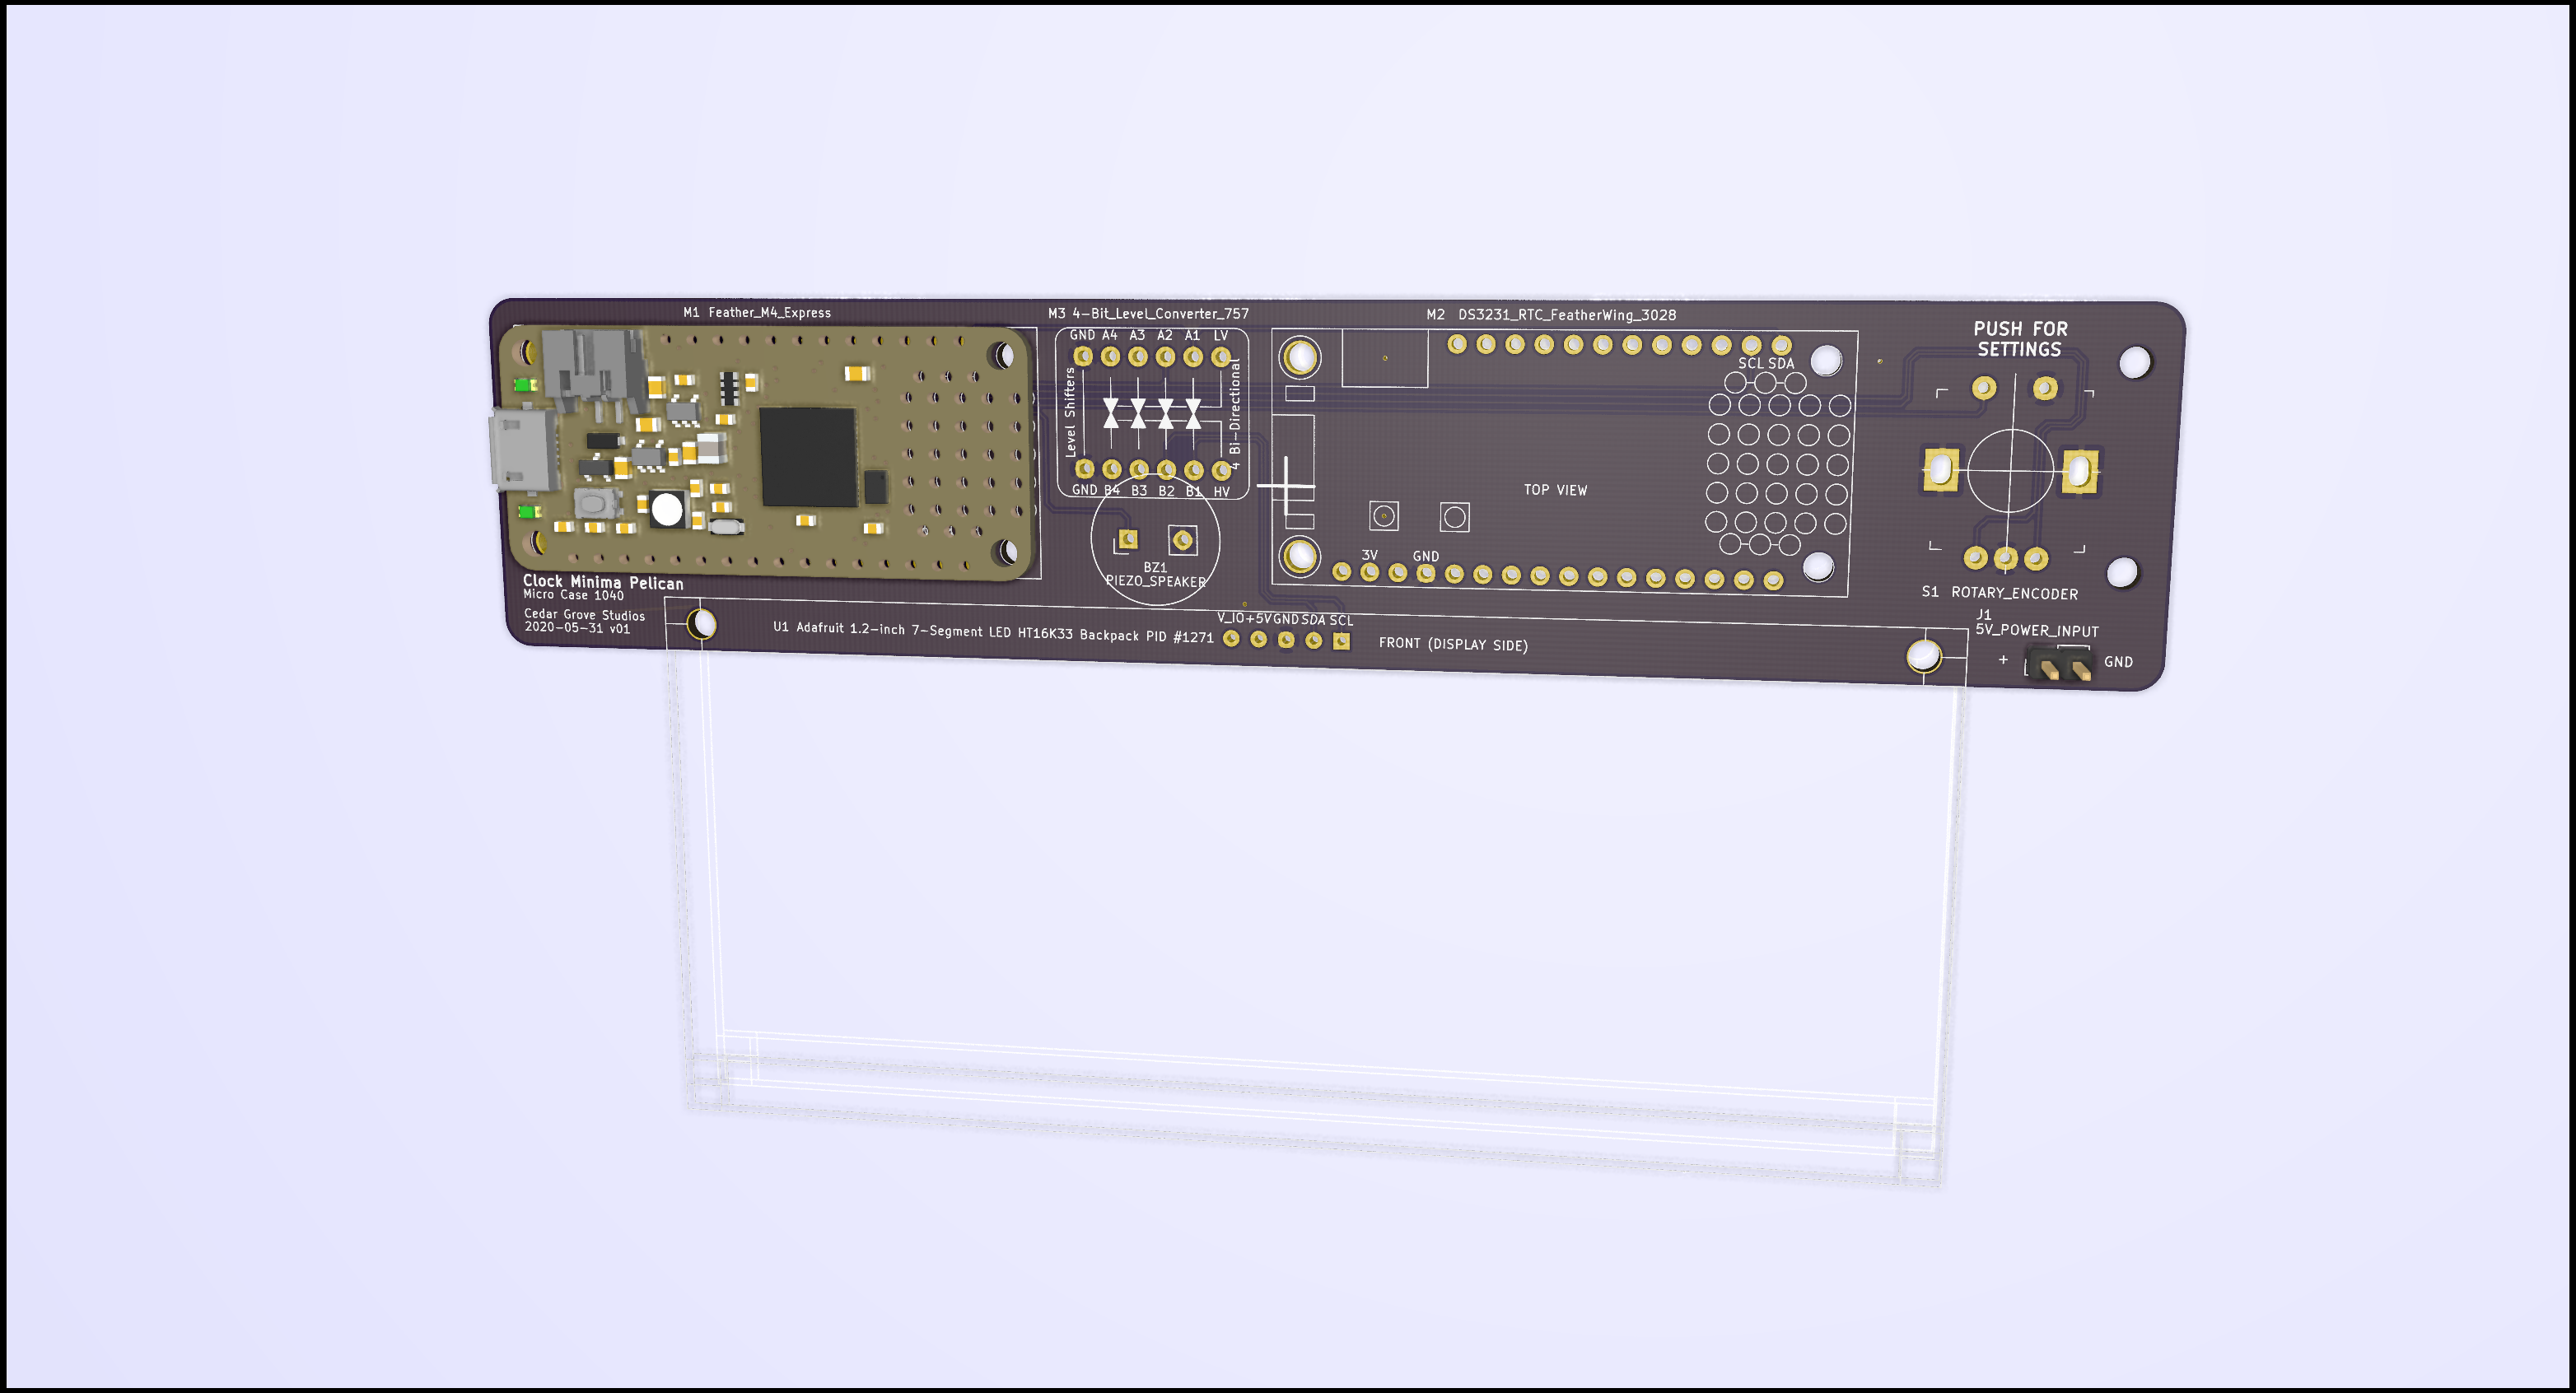 M1 Feather_M4_Express
M3 4-Bit_Level_Converter_757
M2 DS3231_RTC_FeatherWing_3028
PUSH FOR
SETTINGS
GND A4 A3 A2 A1 LV
Level Shifters
4 Bi-Directional
GND B4 B3 B2 B1 HV
SCL SDA
TOP VIEW
3V GND
BZ1
PIEZO_SPEAKER
S1 ROTARY_ENCODER
Clock Minima Pelican
Micro Case 1040
Cedar Grove Studios
2020-05-31 v01
U1 Adafruit 1.2-inch 7-Segment LED HT16K33 Backpack PID #1271
V_IO+5VGNDSDA SCL
FRONT (DISPLAY SIDE)
J1
5V_POWER_INPUT
+ GND